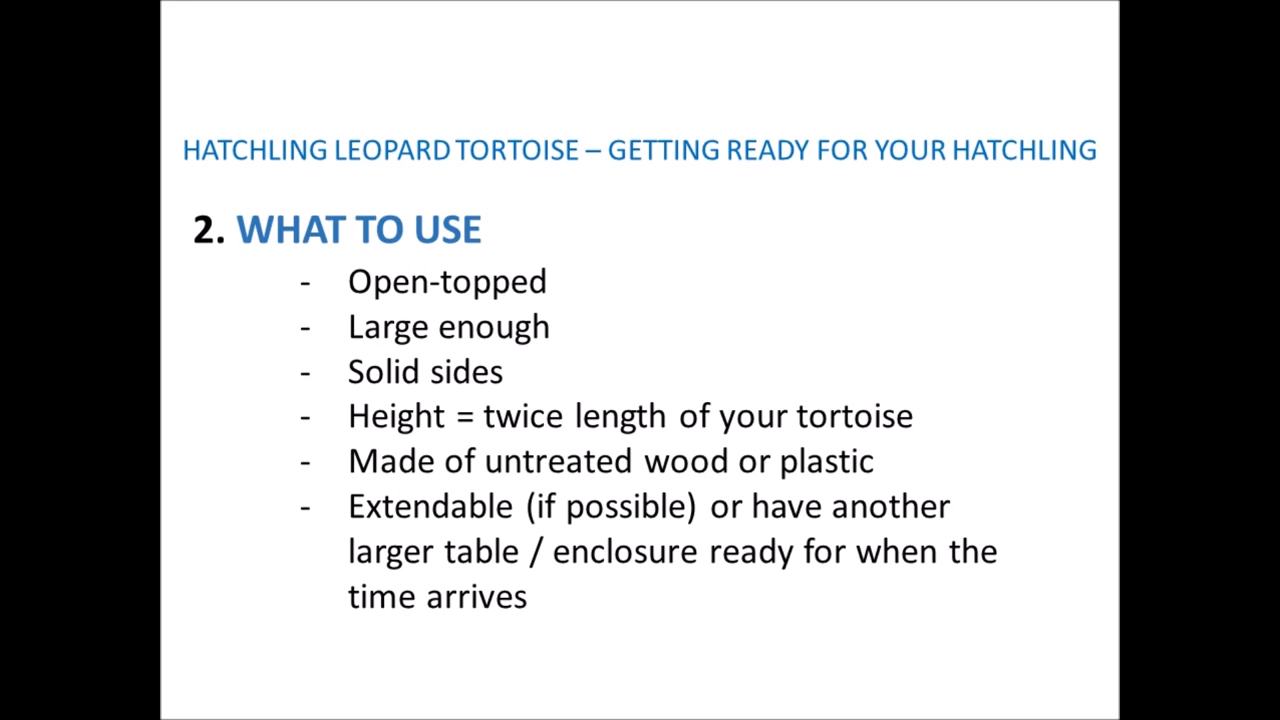 HATCHLING LEOPARD TORTOISE – GETTING READY FOR YOUR HATCHLING
2. WHAT TO USE
- Open-topped
- Large enough
- Solid sides
- Height = twice length of your tortoise
- Made of untreated wood or plastic
- Extendable (if possible) or have another
larger table / enclosure ready for when the
time arrives